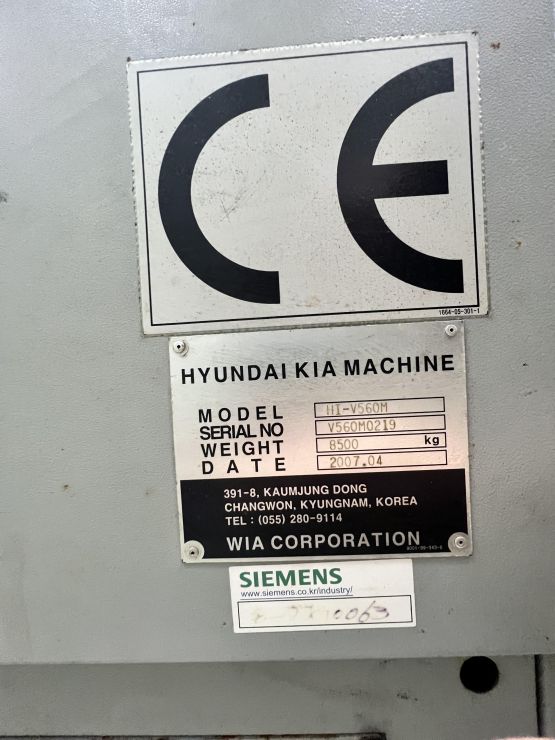 CE
1664-05-301-1
HYUNDAI KIA MACHINE
MODEL HI-V560M
SERIAL NO V560M0219
WEIGHT 8500 kg
DATE 2007.04
391-8, KAUMJUNG DONG
CHANGWON, KYUNGNAM, KOREA
TEL : (055) 280-9114
WIA CORPORATION
SIEMENS
www.siemens.co.kr/industry/